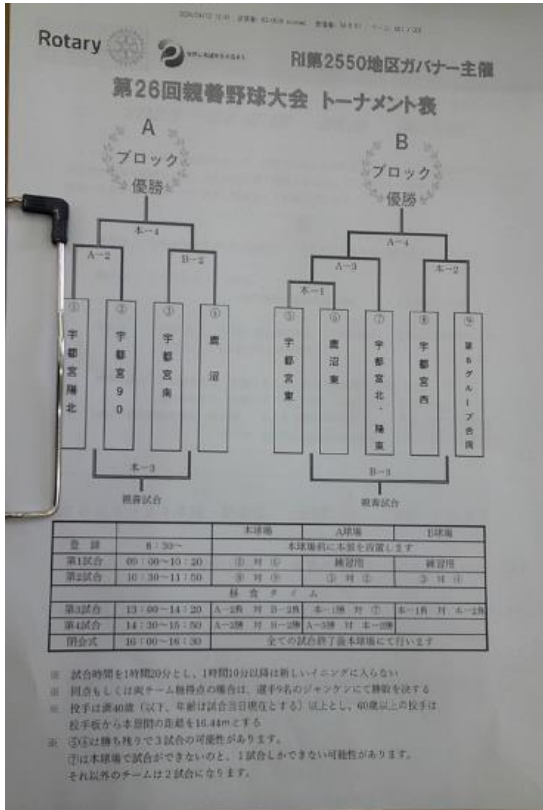 Rotary
RI第2550地区ガバナー主催
第26回親善野球大会 トーナメント表
A
ブロック
優勝
B
ブロック
優勝
本－4
A－4
A－2
B－2
A－3
本－2
本－1
① 宇都宮陽北
② 宇都宮90
③ 宇都宮南
④ 鹿沼
⑤ 宇都宮東
⑥ 鹿沼東
⑦ 宇都宮北・陽東
⑧ 宇都宮西
⑨ 第5グループ合同
本－3
親善試合
B－3
親善試合
本球場 A球場 B球場
登録 8：30～ 本球場前に本部を設置します
第1試合 09：00～10：20 ⑤ 対 ⑥ 練習用 練習用
第2試合 10：30～11：50 ⑧ 対 ⑨ ① 対 ② ③ 対 ④
昼食タイム
第3試合 13：00～14：20 A－2敗 対 B－2敗 本－1勝 対 ⑦ 本－1負 対 本－2負
第4試合 14：30～15：50 A－2勝 対 B－2勝 A－3勝 対 本－2勝
閉会式 16：00～16：30 全ての試合終了後本球場にて行います
※ 試合時間を1時間20分とし、1時間10分以降は新しいイニングに入らない
※ 同点もしくは両チーム無得点の場合は、選手9名のジャンケンにて勝敗を決する
※ 投手は満40歳（以下、年齢は試合当日現在とする）以上とし、60歳以上の投手は
投手板から本塁間の距離を16.44mとする
※ ⑤⑥は勝ち残りで3試合の可能性があります。
⑦は本球場で試合ができないのと、1試合しかできない可能性があります。
それ以外のチームは2試合になります。